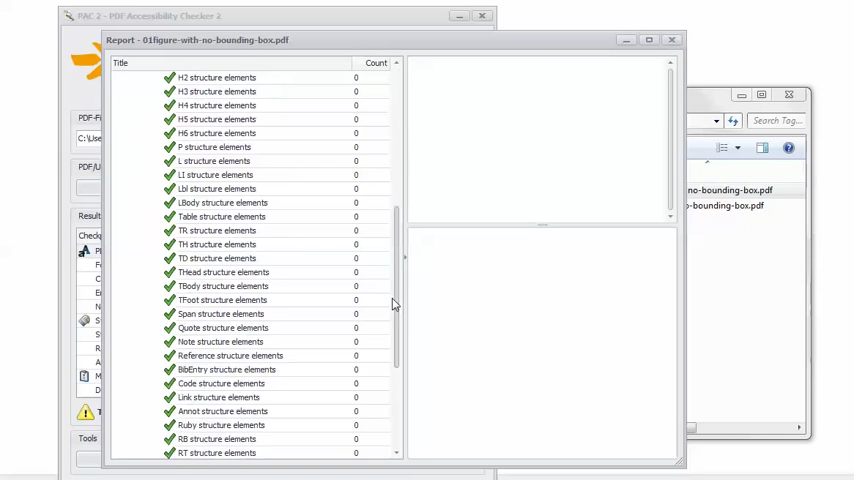 PAC 2 - PDF Accessibility Checker 2
Report - 01figure-with-no-bounding-box.pdf
Title Count
H2 structure elements 0
H3 structure elements 0
H4 structure elements 0
H5 structure elements 0
H6 structure elements 0
P structure elements 0
L structure elements 0
LI structure elements 0
Lbl structure elements 0
LBody structure elements 0
Table structure elements 0
TR structure elements 0
TH structure elements 0
TD structure elements 0
THead structure elements 0
TBody structure elements 0
TFoot structure elements 0
Span structure elements 0
Quote structure elements 0
Note structure elements 0
Reference structure elements 0
BibEntry structure elements 0
Code structure elements 0
Link structure elements 0
Annot structure elements 0
Ruby structure elements 0
RB structure elements 0
RT structure elements 0
PDF-Fi
C:\Use
PDF/U
Result
Checkp
P
F
C
E
N
S
S
R
A
M
D
T
Tools
Search Tag...
no-bounding-box.pdf
o-bounding-box.pdf